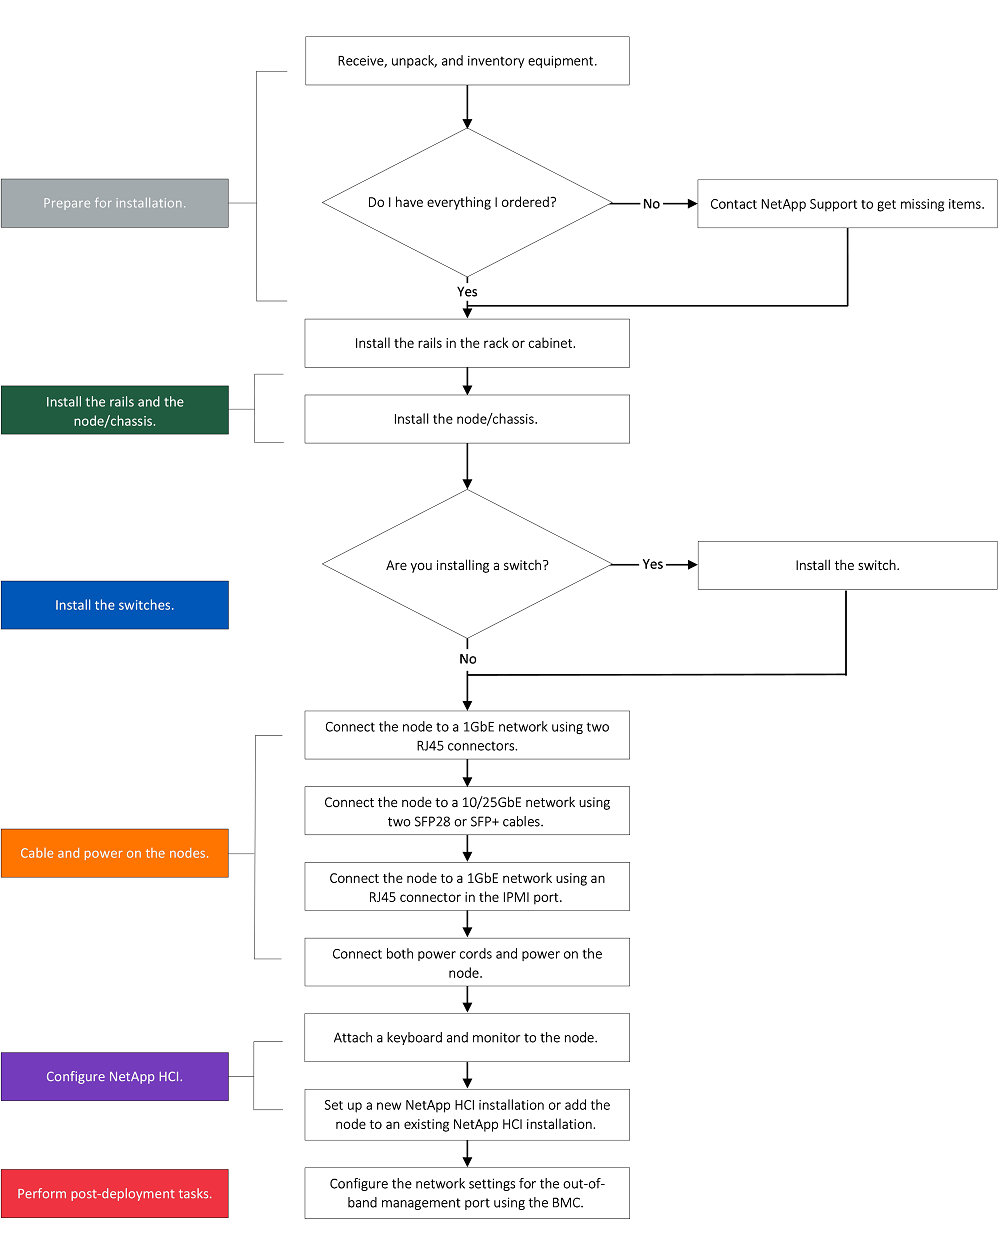 Receive, unpack, and inventory equipment.
Prepare for installation.
Do I have everything I ordered?
No
Contact NetApp Support to get missing items.
Yes
Install the rails in the rack or cabinet.
Install the rails and the
node/chassis.
Install the node/chassis.
Are you installing a switch?
Yes
Install the switch.
Install the switches.
No
Connect the node to a 1GbE network using two
RJ45 connectors.
Connect the node to a 10/25GbE network using
two SFP28 or SFP+ cables.
Cable and power on the nodes.
Connect the node to a 1GbE network using an
RJ45 connector in the IPMI port.
Connect both power cords and power on the
node.
Attach a keyboard and monitor to the node.
Configure NetApp HCI.
Set up a new NetApp HCI installation or add the
node to an existing NetApp HCI installation.
Perform post-deployment tasks.
Configure the network settings for the out-of-
band management port using the BMC.